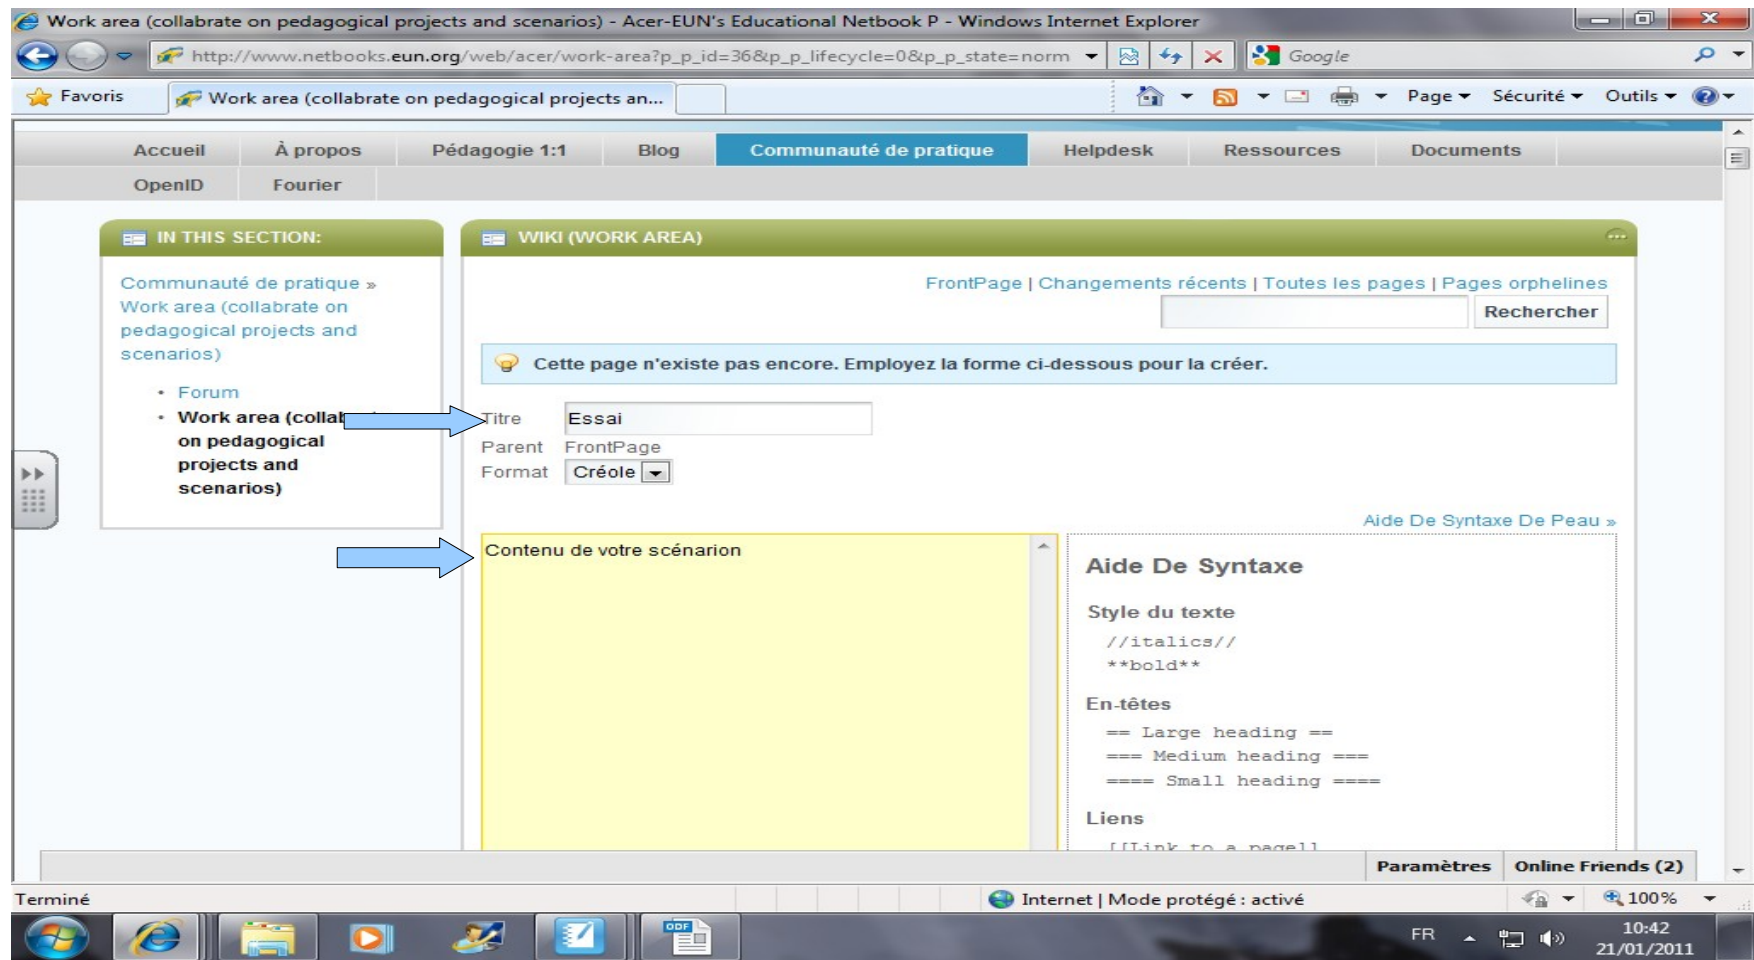 Work area (collabrate on pedagogical projects and scenarios) - Acer-EUN's Educational Netbook P - Windows Internet Explorer
http://www.netbooks.eun.org/web/acer/work-area?p_p_id=36&p_p_lifecycle=0&p_p_state=norm
Google
Favoris
Work area (collabrate on pedagogical projects an...
Page
Sécurité
Outils
Accueil À propos Pédagogie 1:1 Blog Communauté de pratique Helpdesk Ressources Documents
OpenID Fourier
IN THIS SECTION:
Communauté de pratique »
Work area (collabrate on
pedagogical projects and
scenarios)
• Forum
• Work area (collab
on pedagogical
projects and
scenarios)
WIKI (WORK AREA)
FrontPage | Changements récents | Toutes les pages | Pages orphelines
Rechercher
Cette page n'existe pas encore. Employez la forme ci-dessous pour la créer.
Titre Essai
Parent FrontPage
Format Créole
Aide De Syntaxe De Peau »
Contenu de votre scénarion
Aide De Syntaxe
Style du texte
//italics//
**bold**
En-têtes
== Large heading ==
=== Medium heading ===
==== Small heading ====
Liens
[[Link to a page]]
Paramètres Online Friends (2)
Terminé
Internet | Mode protégé : activé
100%
ODF
FR
10:42
21/01/2011